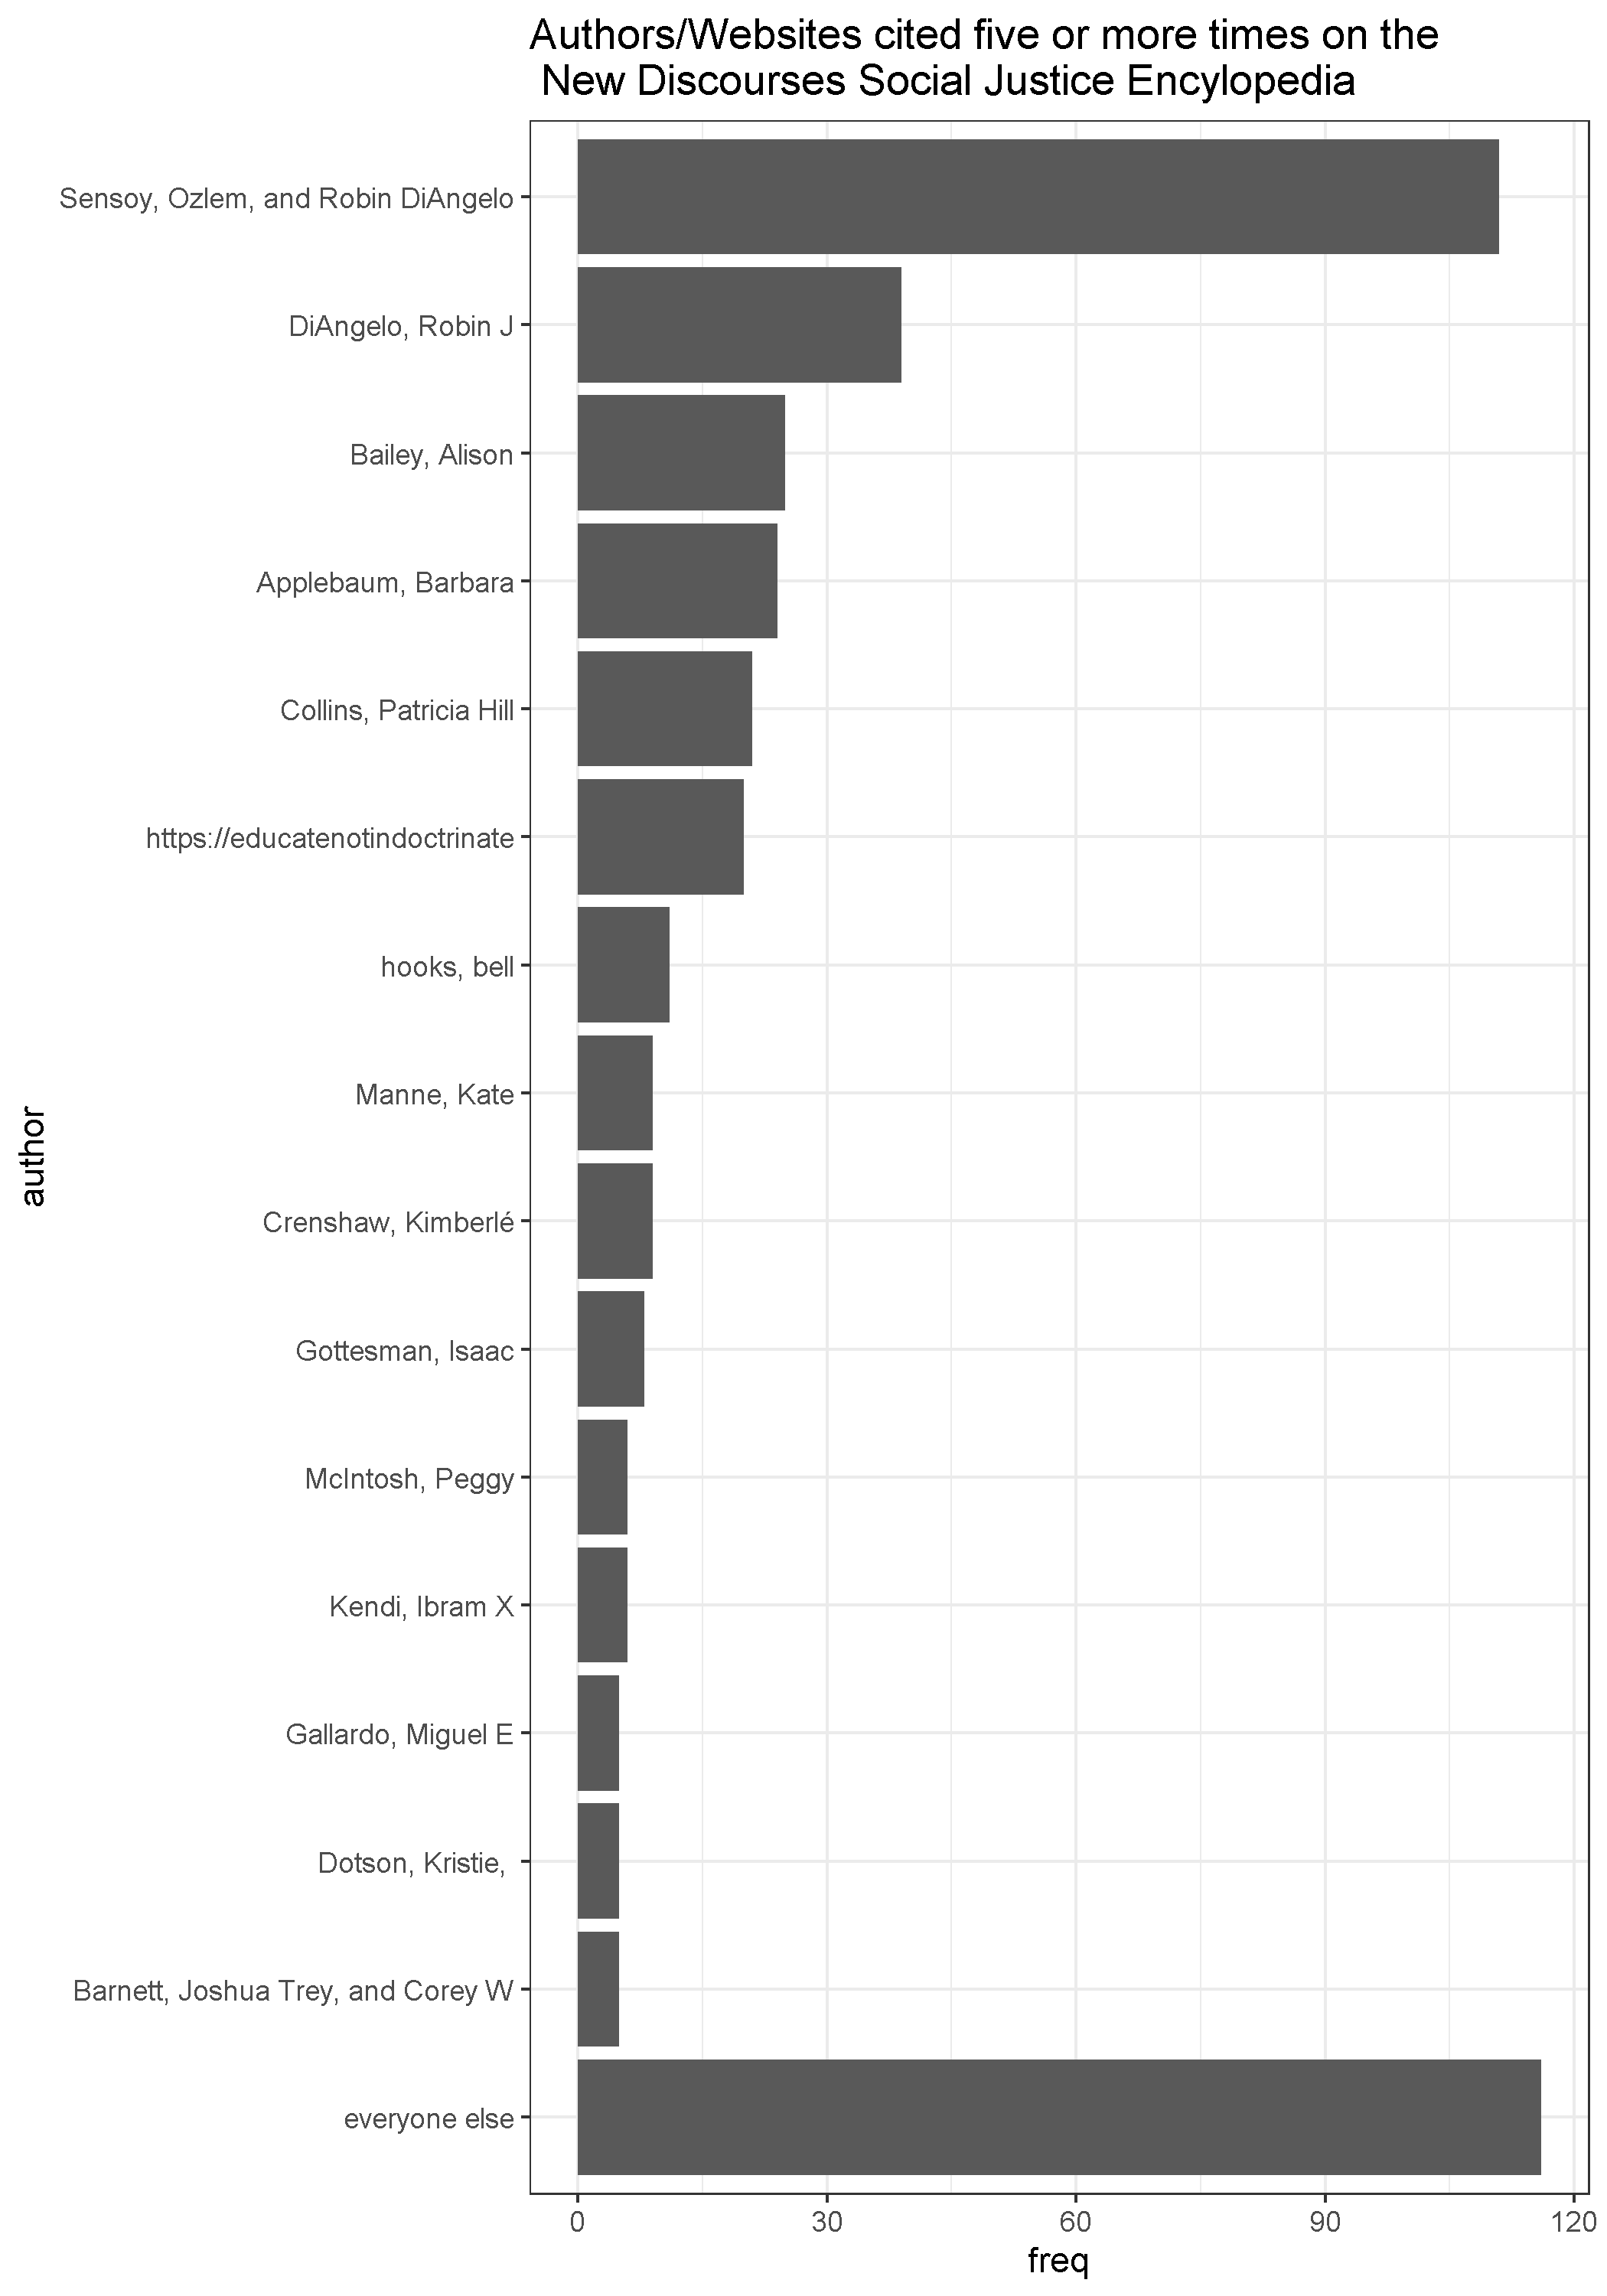 Authors/Websites cited five or more times on the
New Discourses Social Justice Encylopedia
Sensoy, Ozlem, and Robin DiAngelo
DiAngelo, Robin J
Bailey, Alison
Applebaum, Barbara
Collins, Patricia Hill
https://educatenotindoctrinate
hooks, bell
Manne, Kate
Crenshaw, Kimberlé
Gottesman, Isaac
McIntosh, Peggy
Kendi, Ibram X
Gallardo, Miguel E
Dotson, Kristie,
Barnett, Joshua Trey, and Corey W
everyone else
author
0 30 60 90 120
freq